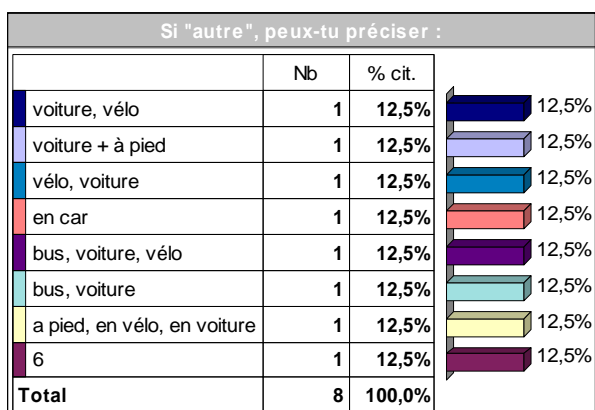 Si "autre", peux-tu préciser :
Nb % cit.
voiture, vélo 1 12,5% 12,5%
voiture + à pied 1 12,5% 12,5%
vélo, voiture 1 12,5% 12,5%
en car 1 12,5% 12,5%
bus, voiture, vélo 1 12,5% 12,5%
bus, voiture 1 12,5% 12,5%
a pied, en vélo, en voiture 1 12,5% 12,5%
6 1 12,5% 12,5%
Total 8 100,0%